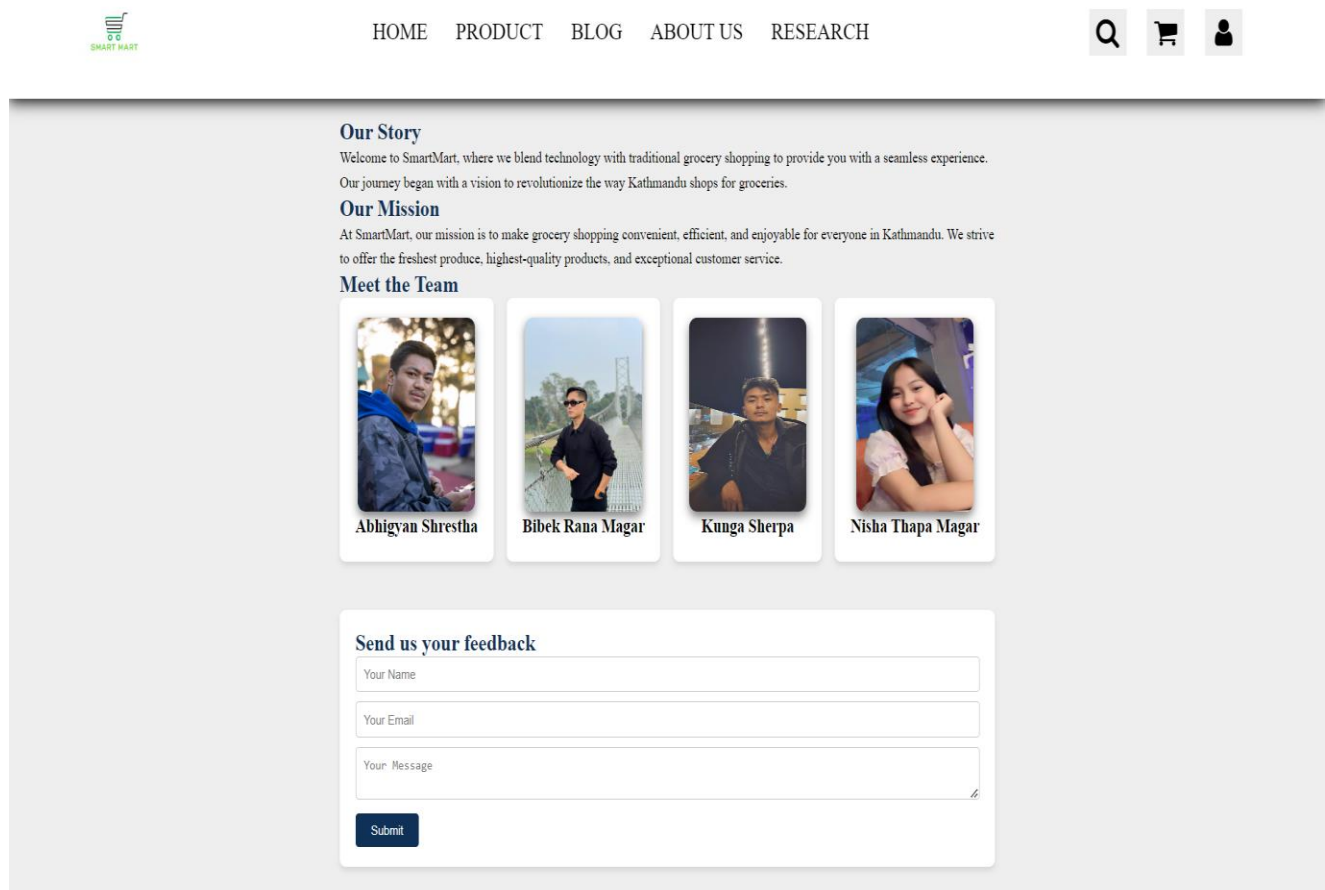 SMART MART
HOME PRODUCT BLOG ABOUT US RESEARCH
Our Story
Welcome to SmartMart, where we blend technology with traditional grocery shopping to provide you with a seamless experience.
Our journey began with a vision to revolutionize the way Kathmandu shops for groceries.
Our Mission
At SmartMart, our mission is to make grocery shopping convenient, efficient, and enjoyable for everyone in Kathmandu. We strive
to offer the freshest produce, highest-quality products, and exceptional customer service.
Meet the Team
Abhigyan Shrestha Bibek Rana Magar Kunga Sherpa Nisha Thapa Magar
Send us your feedback
Your Name
Your Email
Your Message
Submit